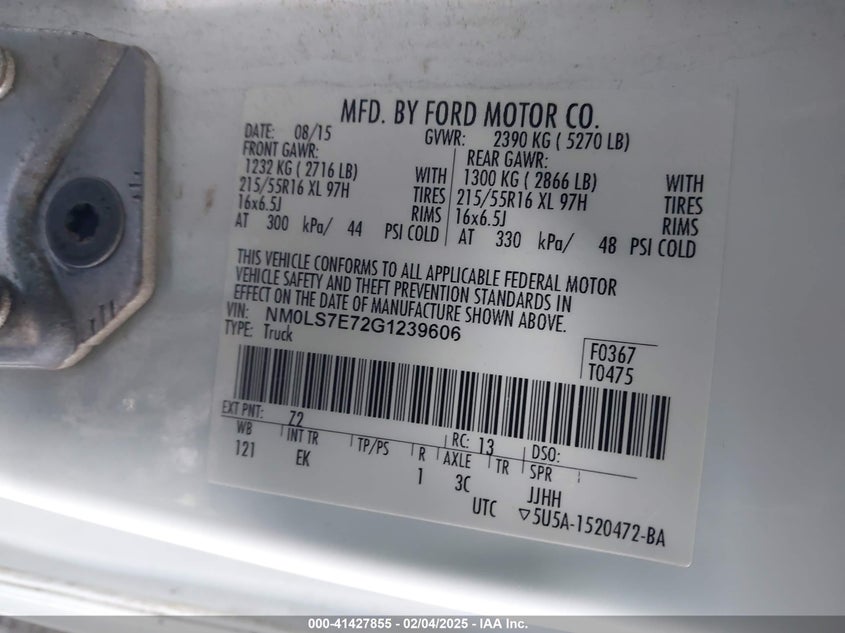 MFD. BY FORD MOTOR CO.
DATE: 08/15 GVWR: 2390 KG ( 5270 LB)
FRONT GAWR: REAR GAWR:
1232 KG ( 2716 LB) WITH 1300 KG ( 2866 LB) WITH
215/55R16 XL 97H TIRES 215/55R16 XL 97H TIRES
16x6.5J RIMS 16x6.5J RIMS
AT 300 kPa/ 44 PSI COLD AT 330 kPa/ 48 PSI COLD
THIS VEHICLE CONFORMS TO ALL APPLICABLE FEDERAL MOTOR
VEHICLE SAFETY AND THEFT PREVENTION STANDARDS IN
EFFECT ON THE DATE OF MANUFACTURE SHOWN ABOVE.
VIN: NM0LS7E72G1239606
TYPE: Truck
F0367
T0475
EXT PNT: 72 RC: 13 DSO:
WB INT TR TP/PS R AXLE TR SPR
121 EK 1 3C JJHH
UTC ▽5U5A-1520472-BA
000-41427855 - 02/04/2025 - IAA Inc.